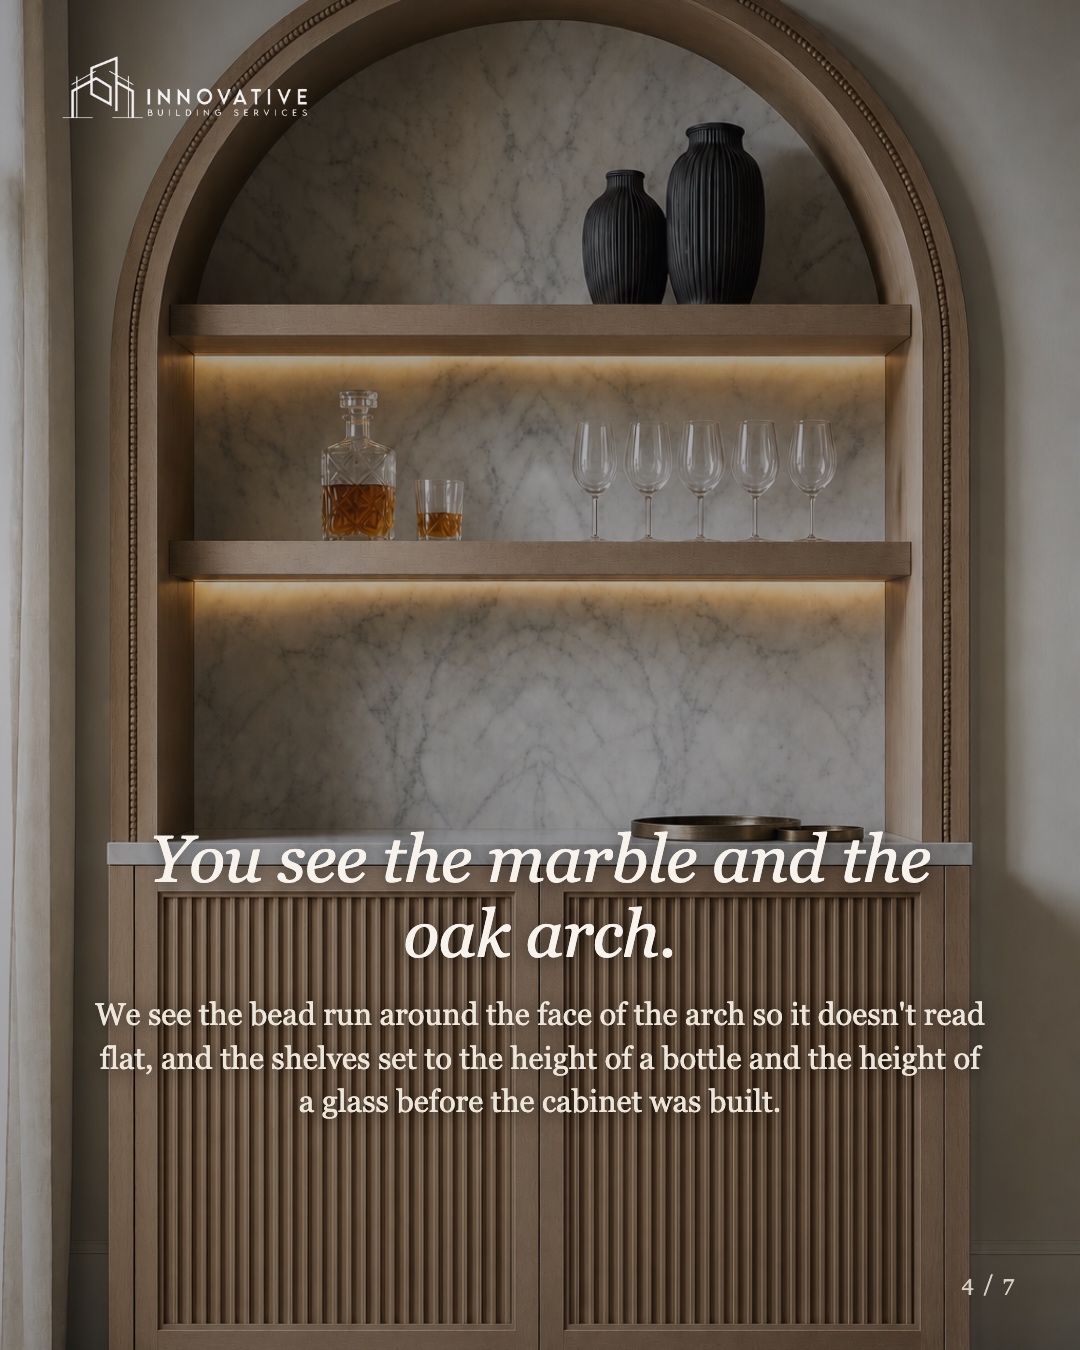 INNOVATIVE
BUILDING SERVICES
You see the marble and the
oak arch.
We see the bead run around the face of the arch so it doesn't read
flat, and the shelves set to the height of a bottle and the height of
a glass before the cabinet was built.
4 / 7